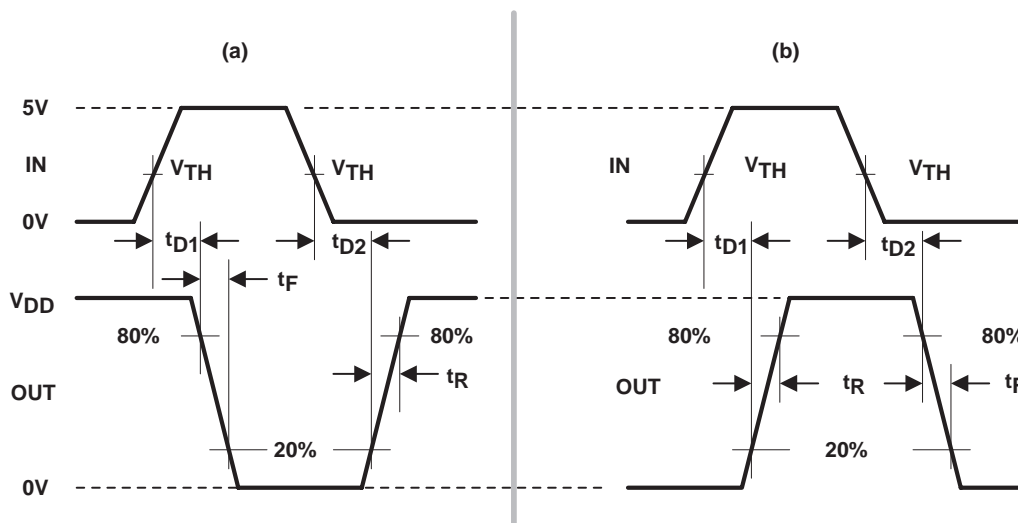 (a)
(b)
5V
IN
VTH
VTH
IN
VTH
VTH
0V
tD1
tD2
tD1
tD2
tF
VDD
80%
80%
80%
80%
OUT
tR
OUT
tR
20%
20%
0V